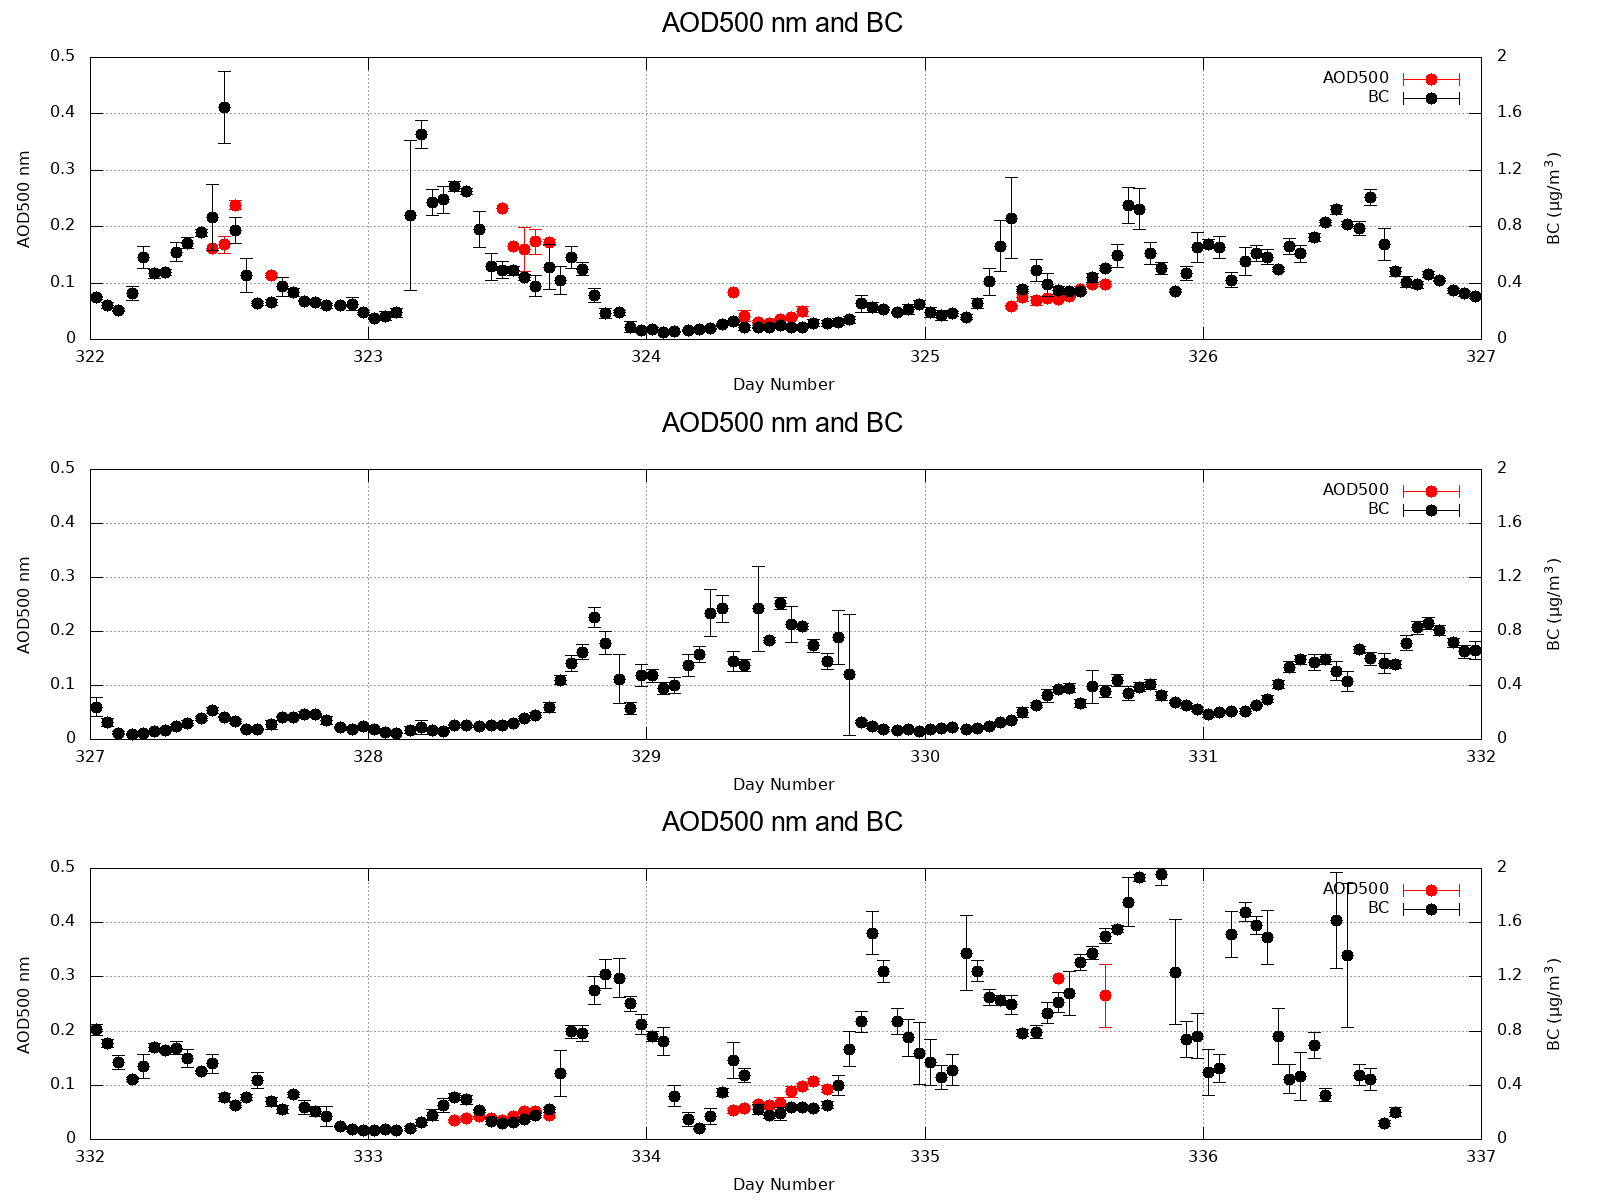 AOD500 nm and BC
0.5
0.4
0.3
0.2
0.1
0
AOD500 nm
2
1.6
1.2
0.8
0.4
0
BC (µg/m³)
AOD500
BC
322 323 324 325 326 327
Day Number
AOD500 nm and BC
0.5
0.4
0.3
0.2
0.1
0
AOD500 nm
2
1.6
1.2
0.8
0.4
0
BC (µg/m³)
AOD500
BC
327 328 329 330 331 332
Day Number
AOD500 nm and BC
0.5
0.4
0.3
0.2
0.1
0
AOD500 nm
2
1.6
1.2
0.8
0.4
0
BC (µg/m³)
AOD500
BC
332 333 334 335 336 337
Day Number